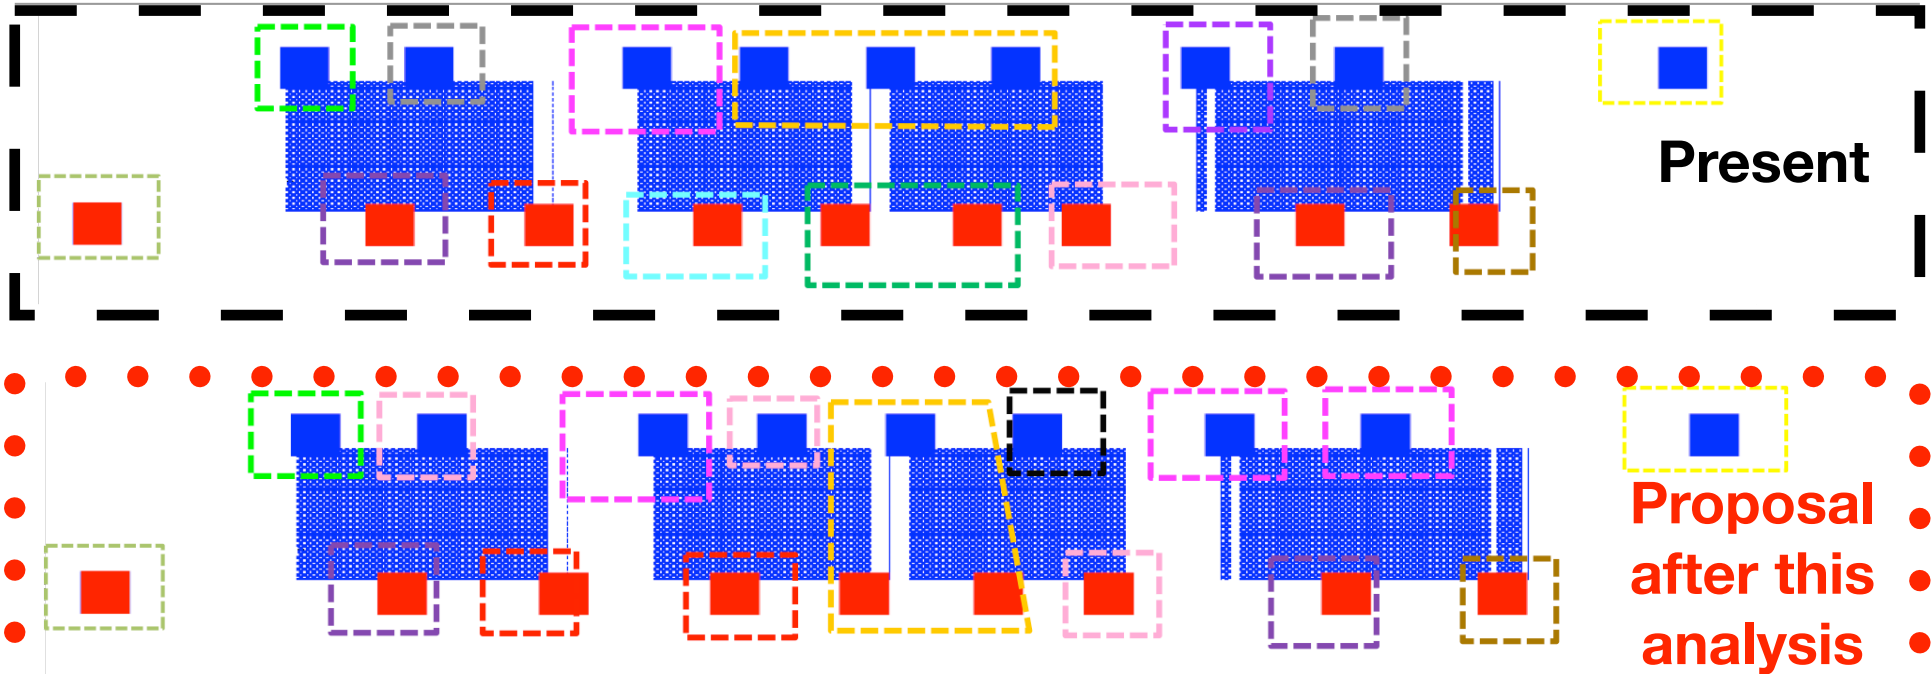 Present
Proposal
after this
analysis